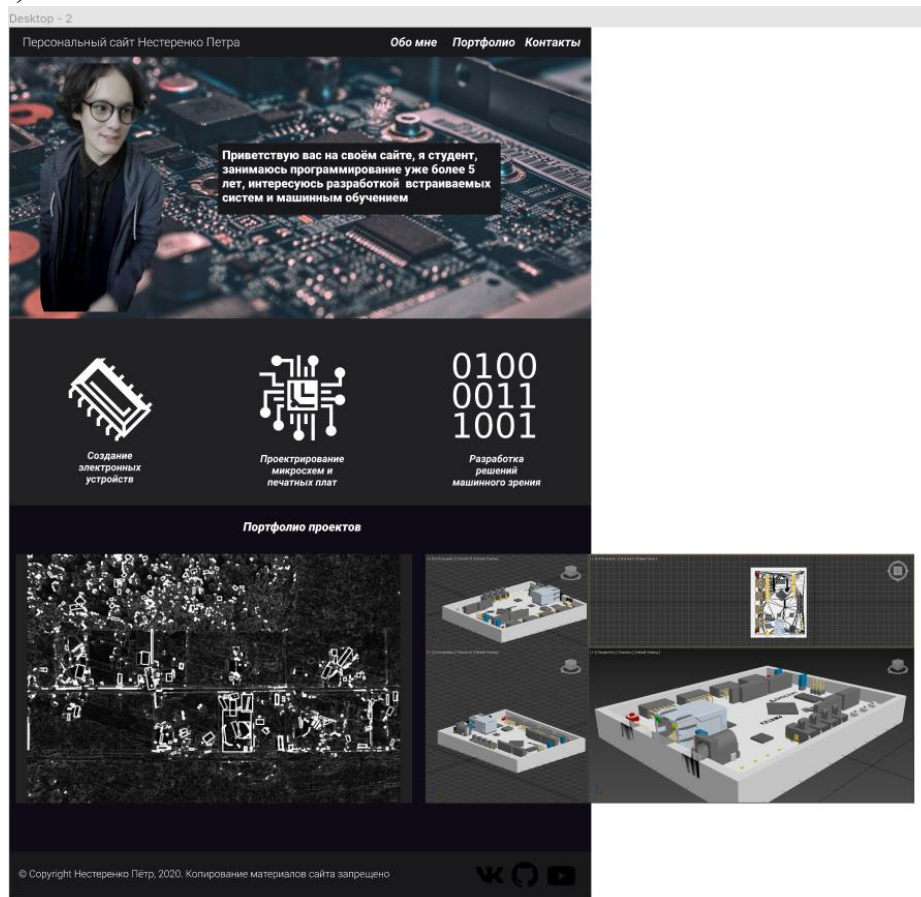 Desktop - 2
Персональный сайт Нестеренко Петра
Обо мне Портфолио Контакты
Приветствую вас на своём сайте, я студент,
занимаюсь программирование уже более 5
лет, интересуюсь разработкой встраиваемых
систем и машинным обучением
0100
0011
1001
Создание
электронных
устройств
Проектрирование
микросхем и
печатных плат
Разработка
решений
машинного зрения
Портфолио проектов
© Copyright Нестеренко Пётр, 2020. Копирование материалов сайта запрещено